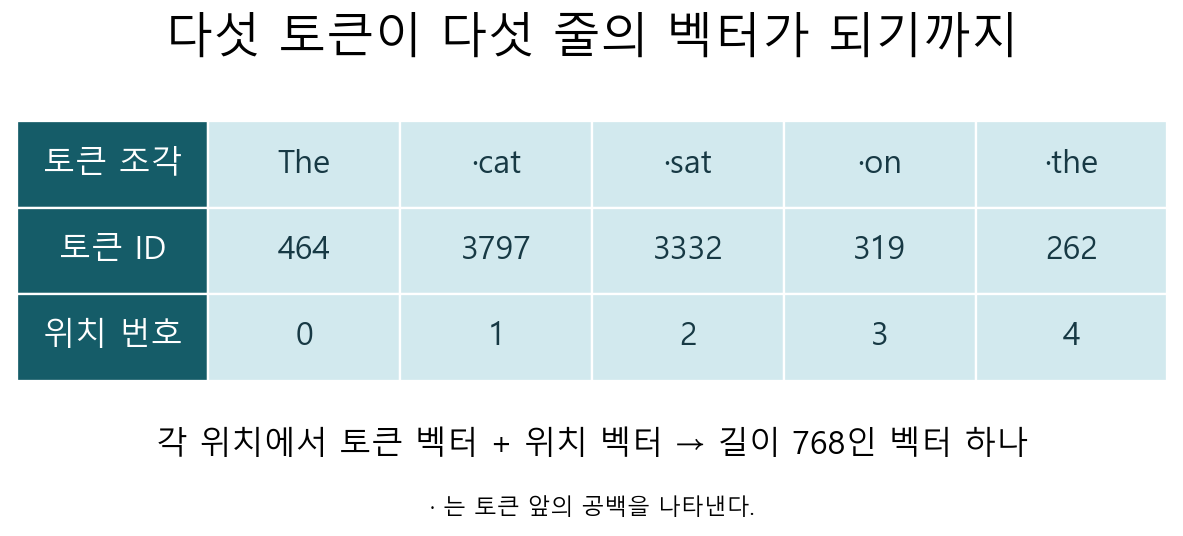 다섯 토큰이 다섯 줄의 벡터가 되기까지
토큰 조각 The ·cat ·sat ·on ·the
토큰 ID 464 3797 3332 319 262
위치 번호 0 1 2 3 4
각 위치에서 토큰 벡터 + 위치 벡터 → 길이 768인 벡터 하나
· 는 토큰 앞의 공백을 나타낸다.